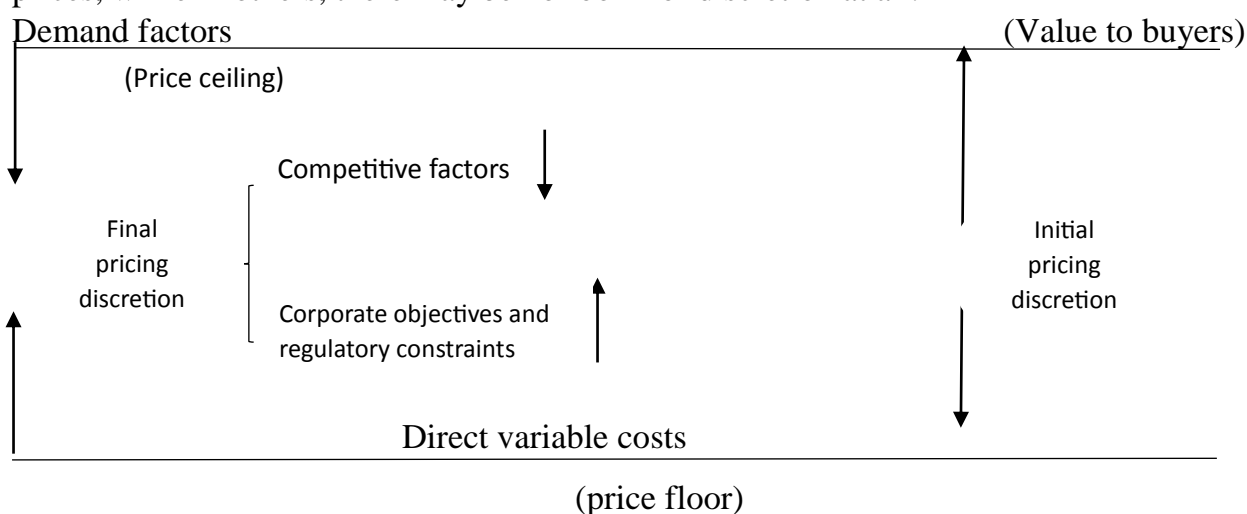 Demand factors (Value to buyers)
(Price ceiling)
Competitive factors
Final
pricing
discretion
Initial
pricing
discretion
Corporate objectives and
regulatory constraints
Direct variable costs
(price floor)